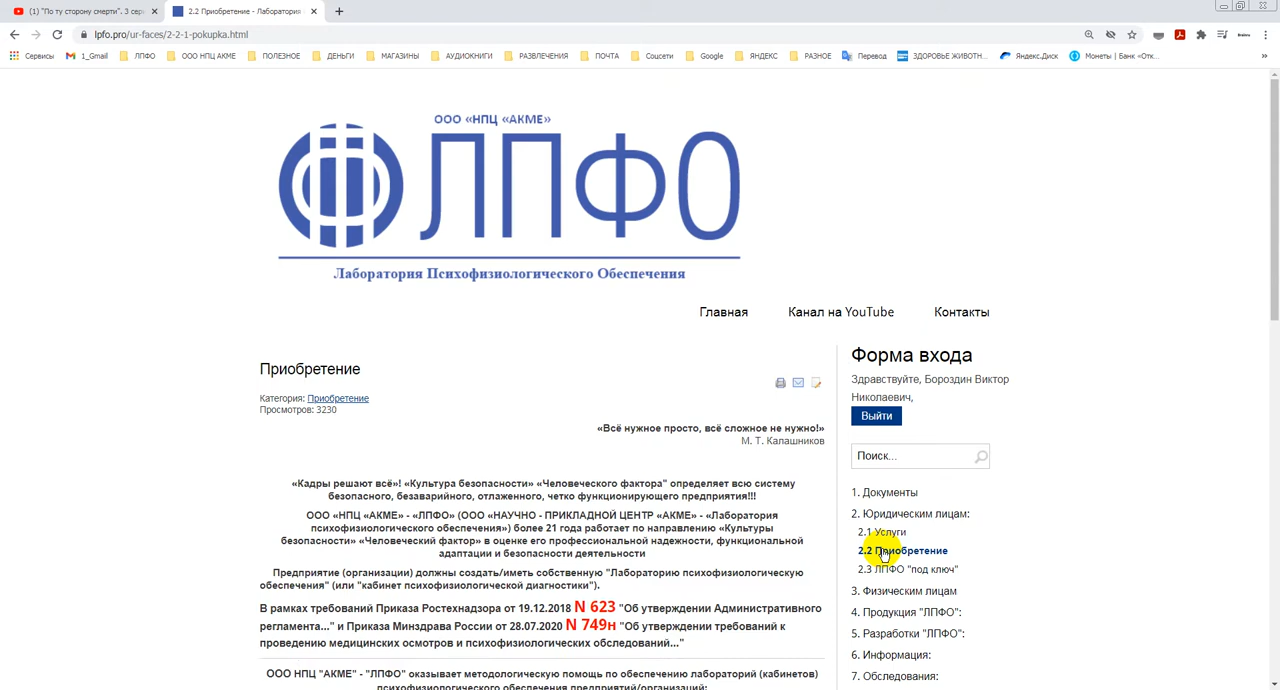 (1) "По ту сторону смерти". 3 сер
2.2 Приобретение - Лаборатория
lpfo.pro/ur-faces/2-2-1-pokupka.html
Сервисы
1_Gmail
ЛПФО
ООО НПЦ АКМЕ
ПОЛЕЗНОЕ
ДЕНЬГИ
МАГАЗИНЫ
АУДИОКНИГИ
РАЗВЛЕЧЕНИЯ
ПОЧТА
Соцсети
Google
ЯНДЕКС
РАЗНОЕ
Перевод
ЗДОРОВЬЕ ЖИВОТН...
Яндекс.Диск
Монеты | Банк «Отк...
ООО «НПЦ «АКМЕ»
ЛПФО
Лаборатория Психофизиологического Обеспечения
Главная
Канал на YouTube
Контакты
Приобретение
Категория: Приобретение
Просмотров: 3230
«Всё нужное просто, всё сложное не нужно!»
М. Т. Калашников
«Кадры решают всё»! «Культура безопасности» «Человеческого фактора" определяет всю систему
безопасного, безаварийного, отлаженного, четко функционирующего предприятия!!!
ООО «НПЦ «АКМЕ» - «ЛПФО» (ООО «НАУЧНО - ПРИКЛАДНОЙ ЦЕНТР «АКМЕ» - «Лаборатория
психофизиологического обеспечения») более 21 года работает по направлению «Культуры
безопасности» «Человеческий фактор» в оценке его профессиональной надежности, функциональной
адаптации и безопасности деятельности
Предприятие (организации) должны создать/иметь собственную "Лабораторию психофизиологическую
обеспечения" (или "кабинет психофизиологической диагностики").
В рамках требований Приказа Ростехнадзора от 19.12.2018 N 623 "Об утверждении Административного
регламента..." и Приказа Минздрава России от 28.07.2020 N 749н "Об утверждении требований к
проведению медицинских осмотров и психофизиологических обследований..."
ООО НПЦ "АКМЕ" - "ЛПФО" оказывает методологическую помощь по обеспечению лабораторий (кабинетов)
психофизиологического обеспечения предприятий/организаций:
Форма входа
Здравствуйте, Бороздин Виктор
Николаевич,
Выйти
Поиск...
1. Документы
2. Юридическим лицам:
2.1 Услуги
2.2 Приобретение
2.3 ЛПФО "под ключ"
3. Физическим лицам
4. Продукция "ЛПФО":
5. Разработки "ЛПФО":
6. Информация:
7. Обследования: